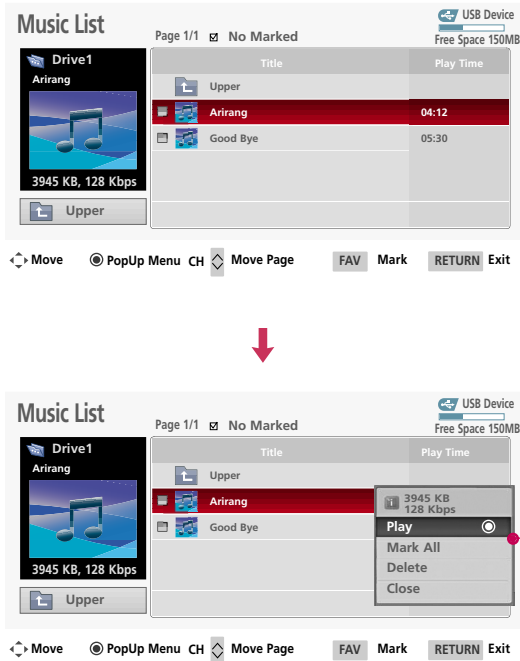 Music List
Page 1/1 No Marked
USB Device
Free Space 150MB
Drive1
Arirang
3945 KB, 128 Kbps
Upper
Title Play Time
Upper
Arirang 04:12
Good Bye 05:30
Move PopUp Menu CH Move Page FAV Mark RETURN Exit
Music List
Page 1/1 No Marked
USB Device
Free Space 150MB
Drive1
Arirang
3945 KB, 128 Kbps
Upper
Title Play Time
Upper
Arirang
Good Bye
3945 KB
128 Kbps
Play
Mark All
Delete
Close
Move PopUp Menu CH Move Page FAV Mark RETURN Exit